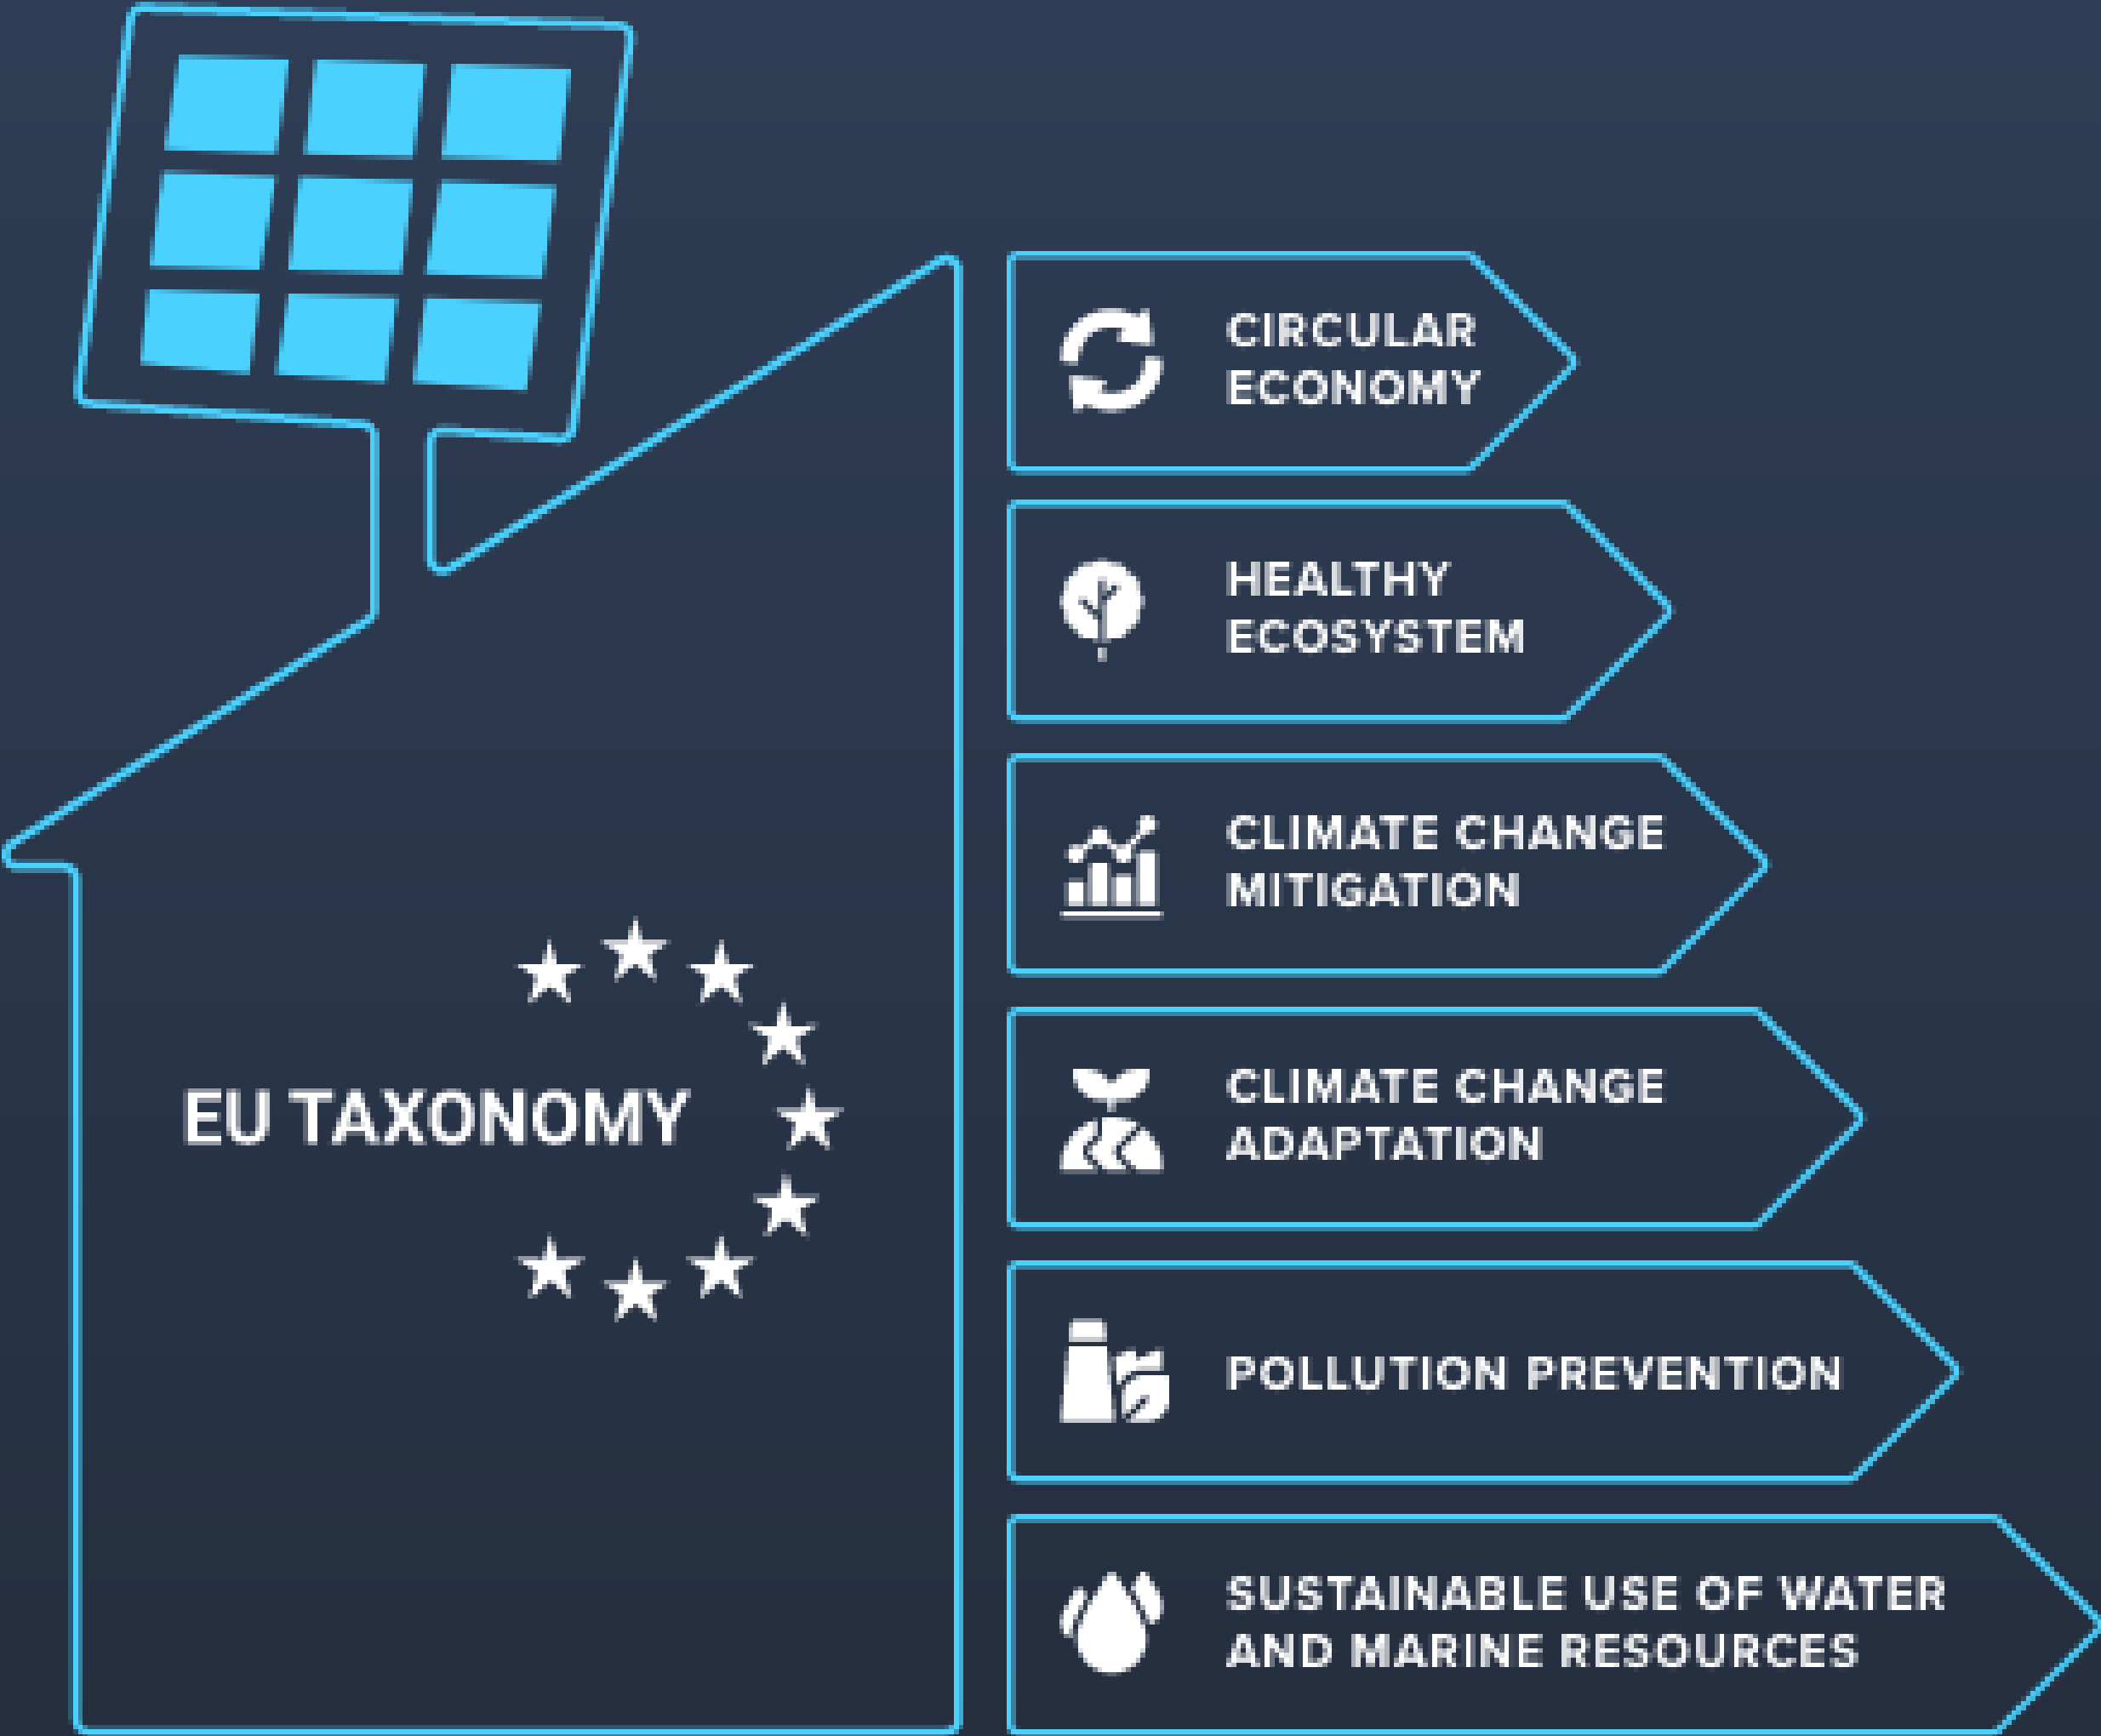 CIRCULAR
ECONOMY
HEALTHY
ECOSYSTEM
CLIMATE CHANGE
MITIGATION
EU TAXONOMY
CLIMATE CHANGE
ADAPTATION
POLLUTION PREVENTION
SUSTAINABLE USE OF WATER
AND MARINE RESOURCES